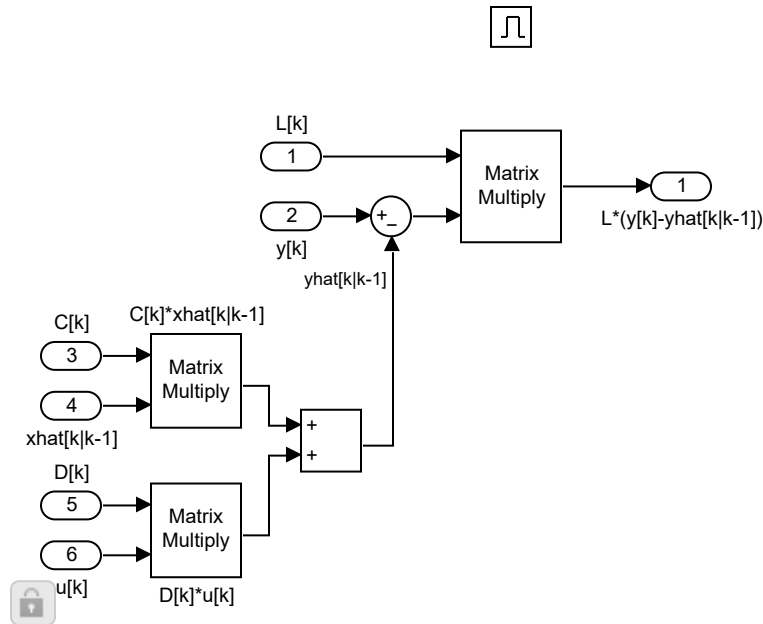 L[k]
1
Matrix
Multiply
1
L*(y[k]-yhat[k|k-1])
2
+
−
y[k]
yhat[k|k-1]
C[k]
C[k]*xhat[k|k-1]
3
Matrix
Multiply
4
xhat[k|k-1]
+
+
D[k]
5
Matrix
Multiply
6
u[k]
D[k]*u[k]